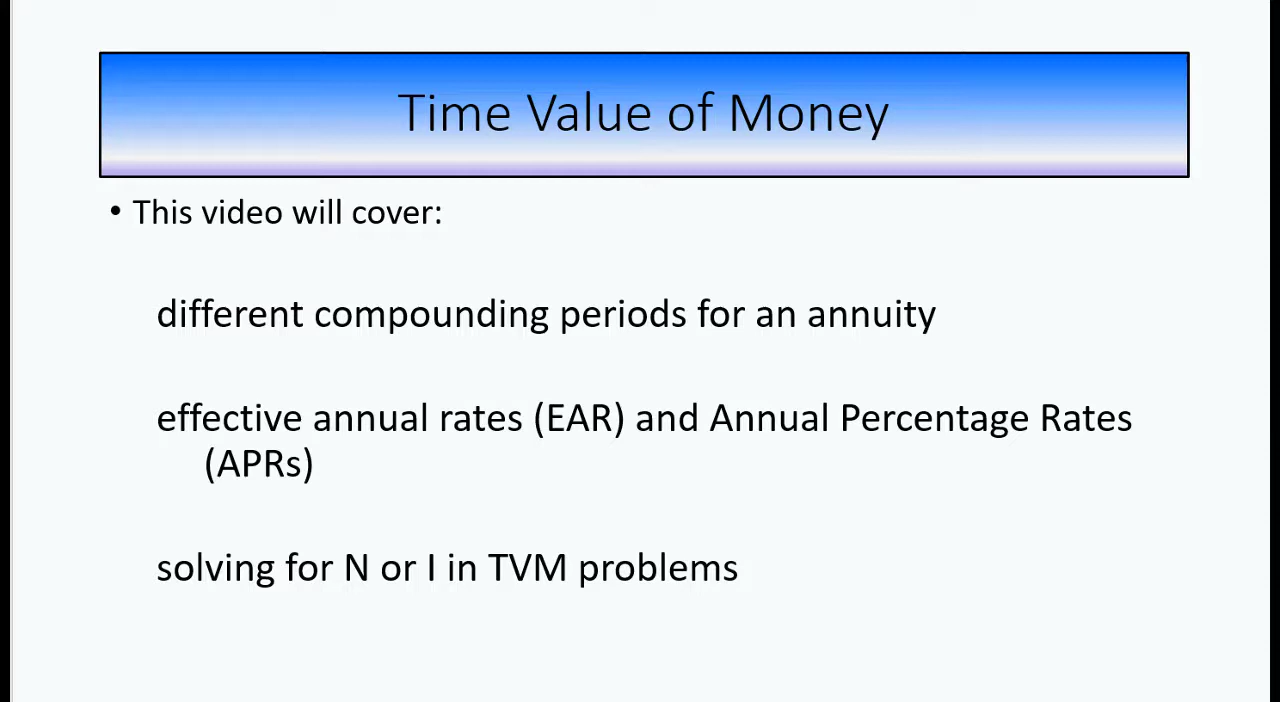 Time Value of Money
• This video will cover:
different compounding periods for an annuity
effective annual rates (EAR) and Annual Percentage Rates
(APRs)
solving for N or I in TVM problems